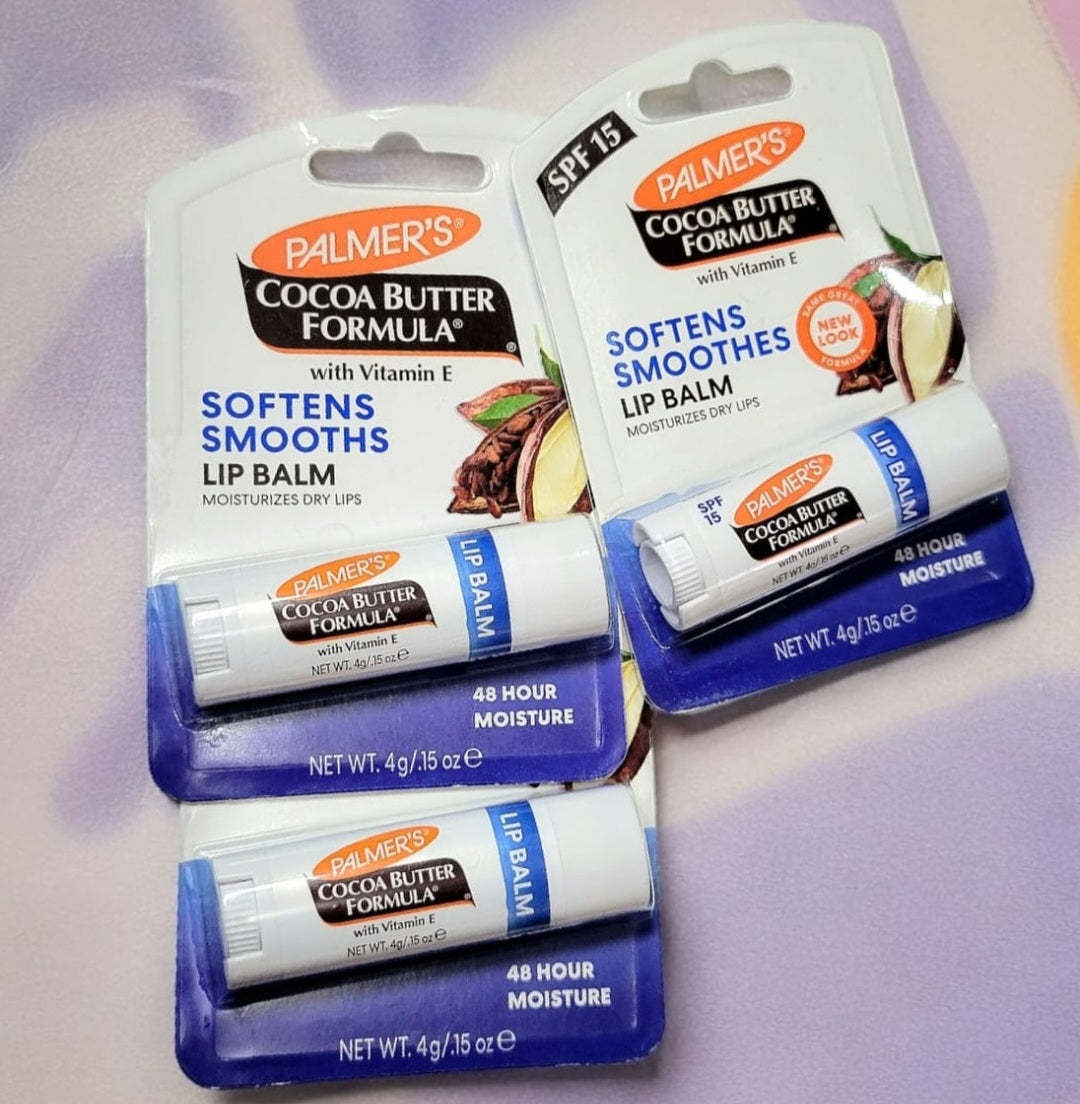 PALMER'S®
COCOA BUTTER
FORMULA®
with Vitamin E
SOFTENS
SMOOTHS
LIP BALM
MOISTURIZES DRY LIPS
PALMER'S®
COCOA BUTTER
FORMULA®
with Vitamin E
NET WT. 4g/.15 oz ℮
LIP BALM
48 HOUR
MOISTURE
NET WT. 4g/.15 oz ℮
SPF 15
PALMER'S®
COCOA BUTTER
FORMULA®
with Vitamin E
SOFTENS
SMOOTHES
LIP BALM
MOISTURIZES DRY LIPS
SAME GREAT
NEW
LOOK
FORMULA
SPF
15
PALMER'S®
COCOA BUTTER
FORMULA®
with Vitamin E
NET WT. 4g/.15 oz ℮
LIP BALM
48 HOUR
MOISTURE
NET WT. 4g/.15 oz ℮
PALMER'S®
COCOA BUTTER
FORMULA®
with Vitamin E
NET WT. 4g/.15 oz ℮
LIP BALM
48 HOUR
MOISTURE
NET WT. 4g/.15 oz ℮